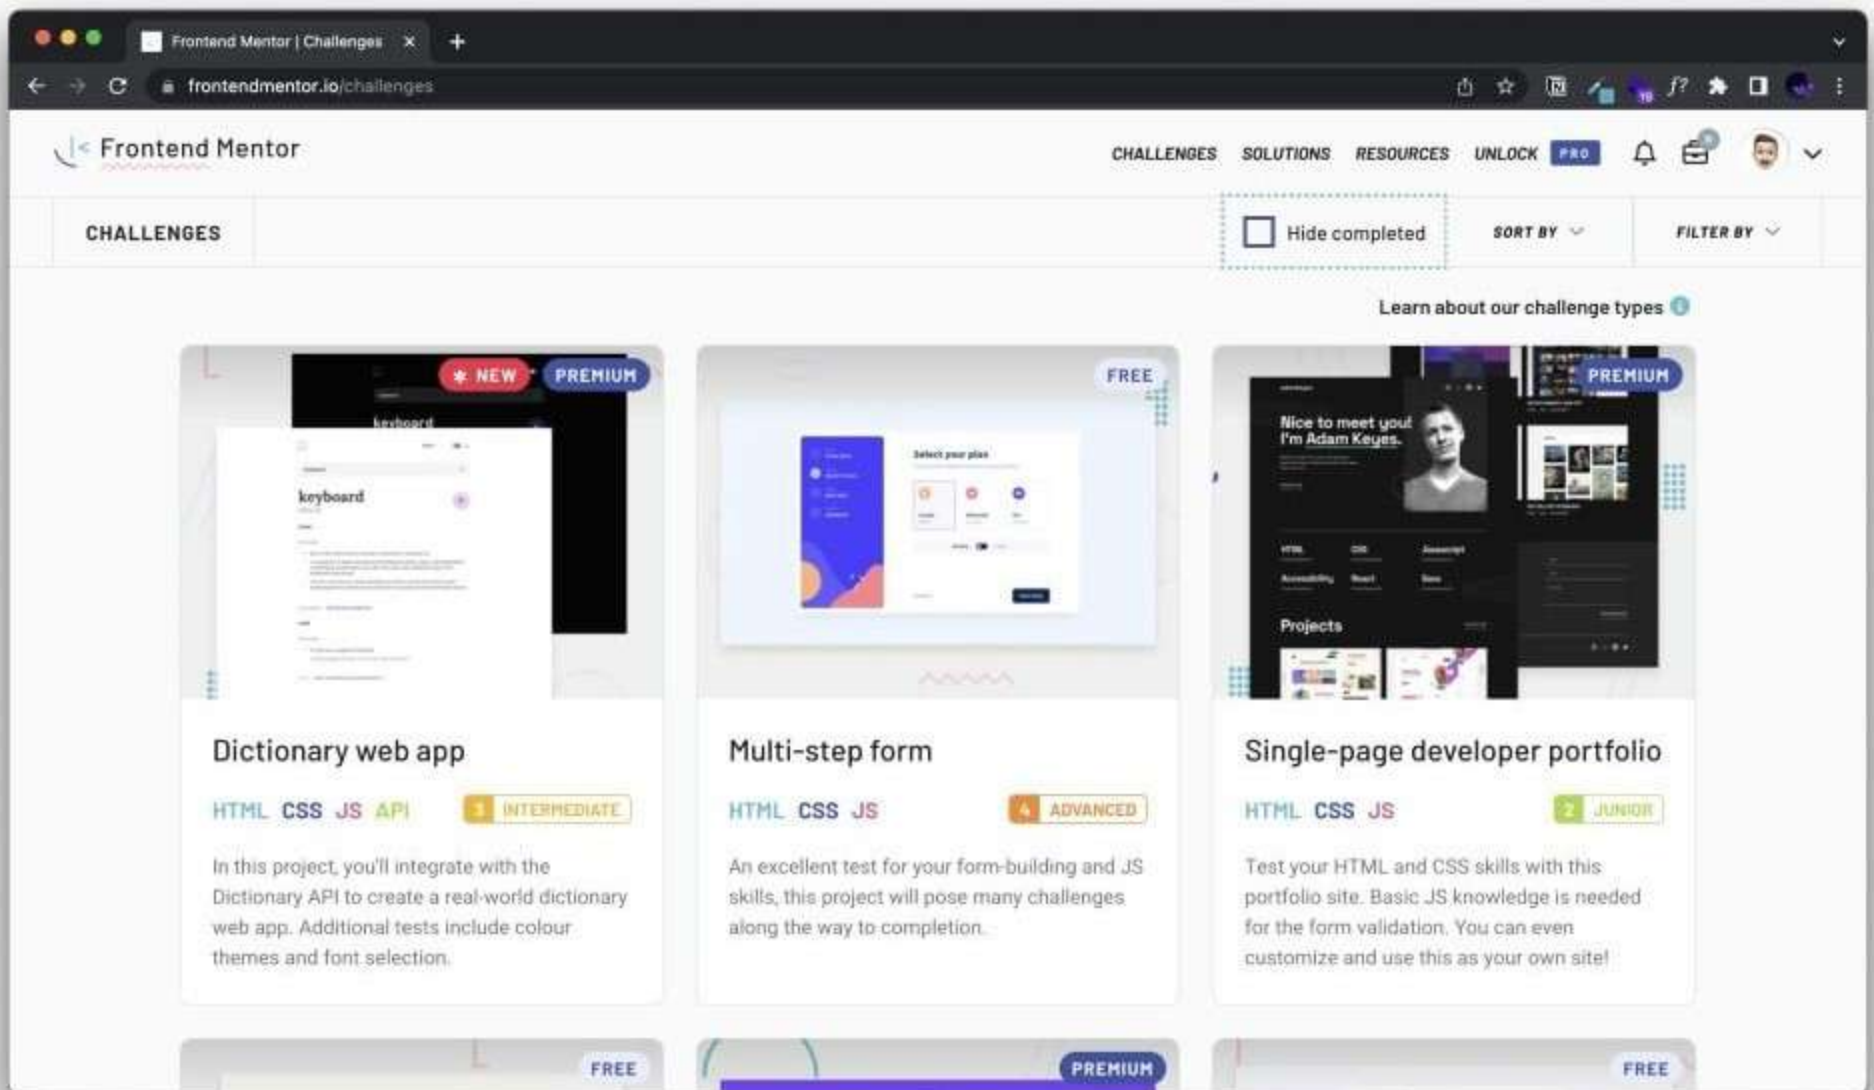 Frontend Mentor | Challenges
frontendmentor.io/challenges
f?
19
Frontend Mentor
CHALLENGES
SOLUTIONS
RESOURCES
UNLOCK PRO
CHALLENGES
Hide completed
SORT BY
FILTER BY
Learn about our challenge types
NEW
PREMIUM
keyboard
keyboard
FREE
Select your plan
PREMIUM
Nice to meet you!
I'm Adam Keyes.
HTML CSS Javascript
Accessibility React Sass
Projects
Dictionary web app
HTML CSS JS API
3 INTERMEDIATE
In this project, you'll integrate with the
Dictionary API to create a real-world dictionary
web app. Additional tests include colour
themes and font selection.
Multi-step form
HTML CSS JS
4 ADVANCED
An excellent test for your form-building and JS
skills, this project will pose many challenges
along the way to completion.
Single-page developer portfolio
HTML CSS JS
2 JUNIOR
Test your HTML and CSS skills with this
portfolio site. Basic JS knowledge is needed
for the form validation. You can even
customize and use this as your own site!
FREE
PREMIUM
FREE